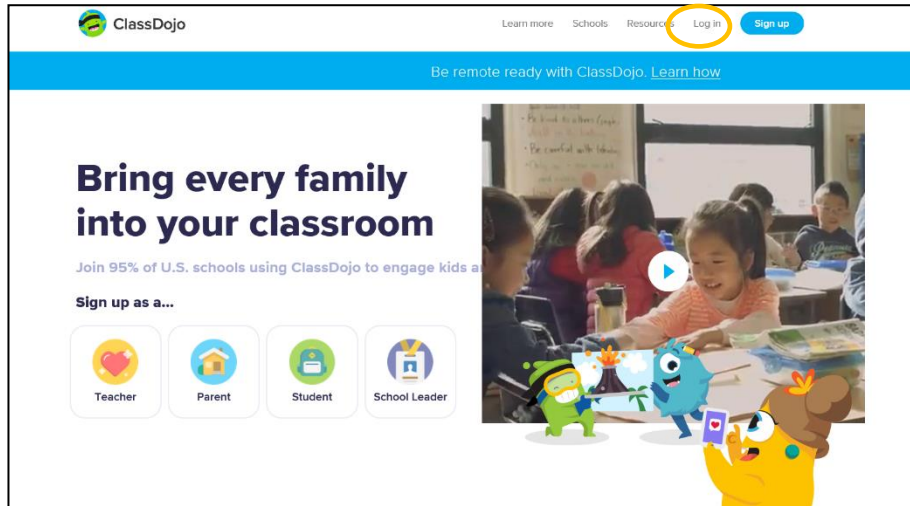 ClassDojo
Learn more Schools Resources Log in Sign up
Be remote ready with ClassDojo. Learn how
Bring every family
into your classroom
Join 95% of U.S. schools using ClassDojo to engage kids
Sign up as a...
Teacher Parent Student School Leader